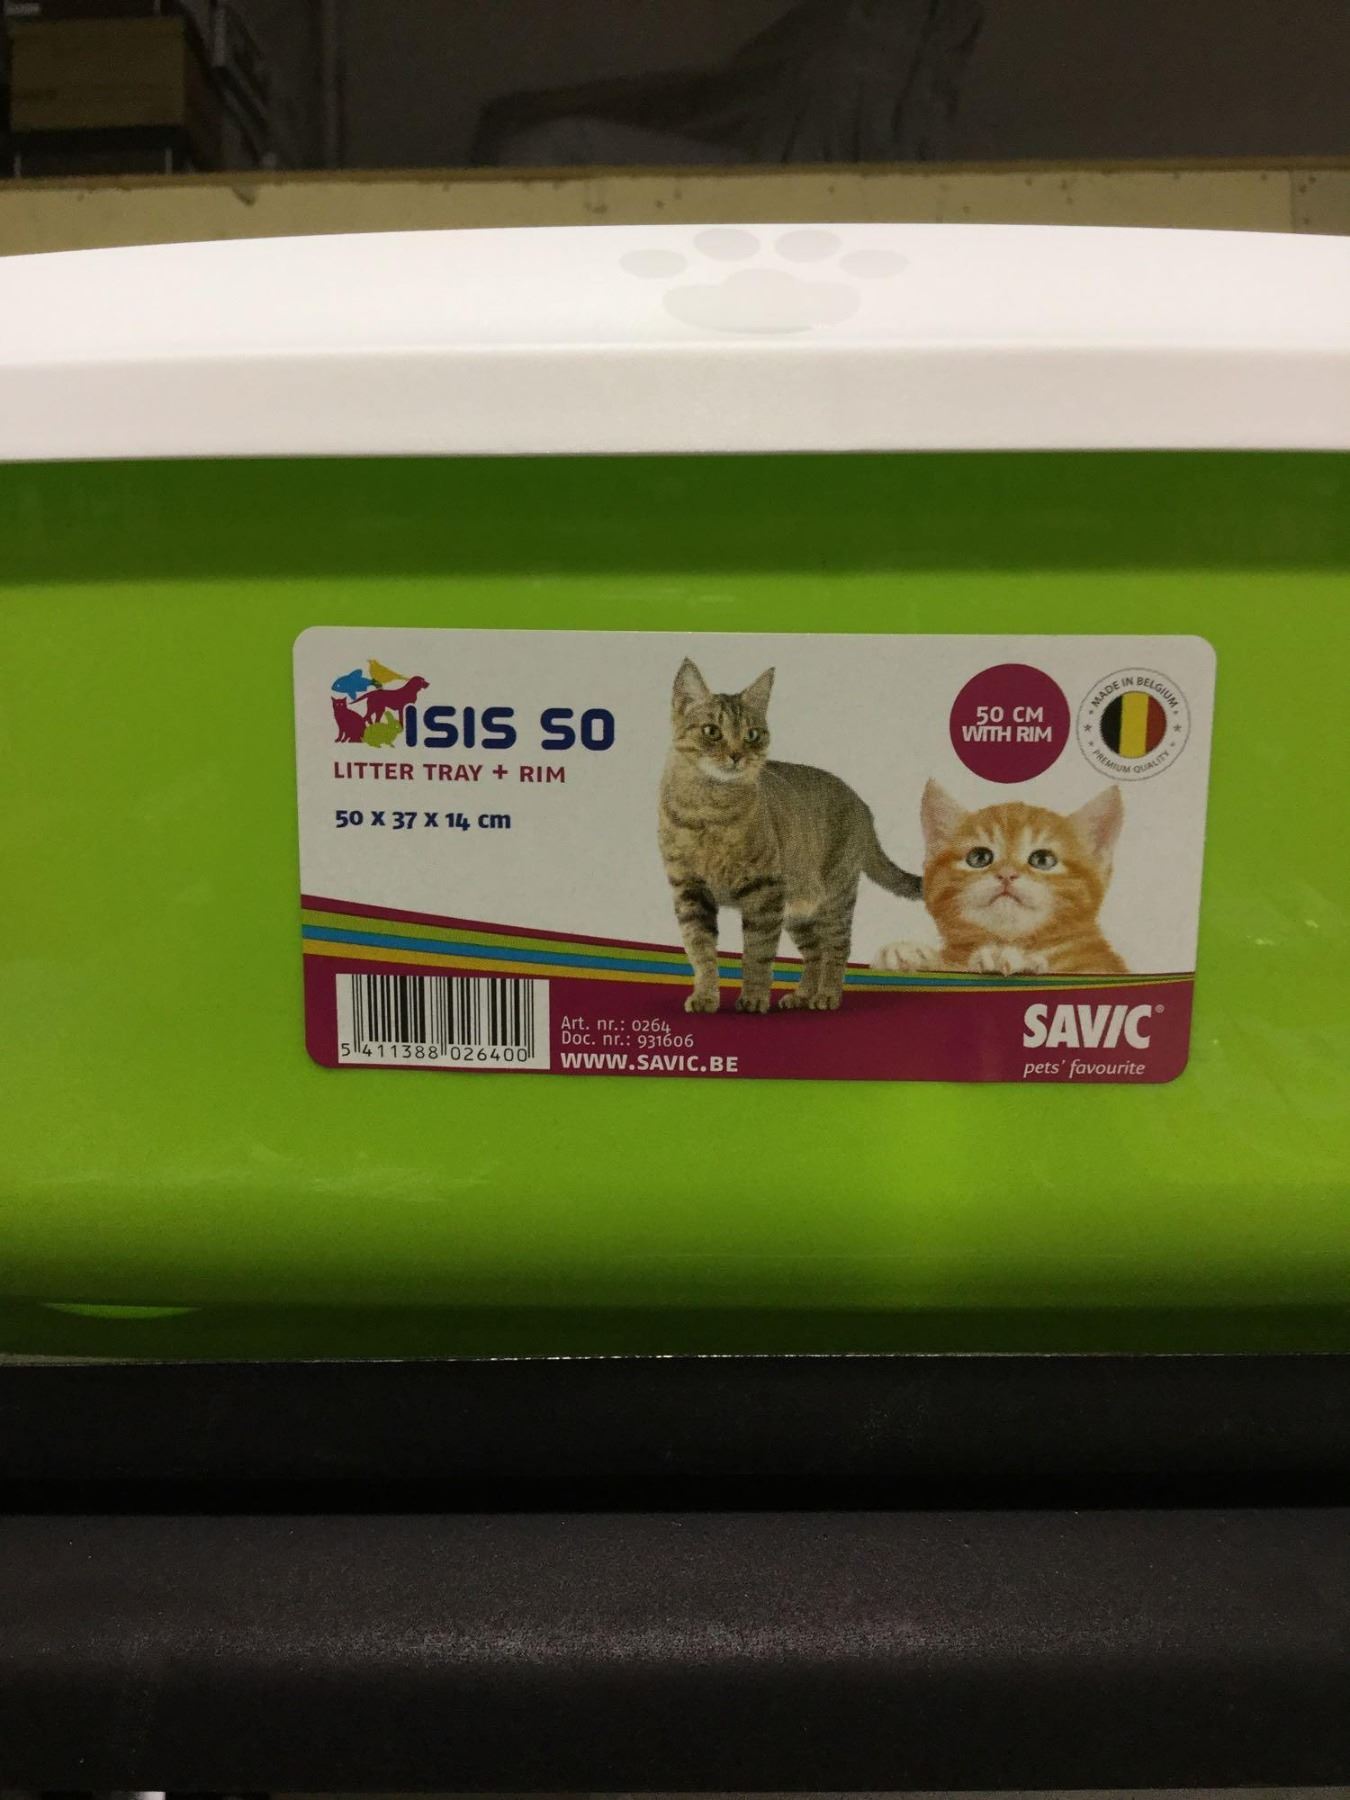 ISIS SO
LITTER TRAY + RIM
50 x 37 x 14 cm
50 CM
WITH RIM
MADE IN BELGIUM
PREMIUM QUALITY
5 411388 026400
Art. nr.: 0264
Doc. nr.: 931606
WWW.SAVIC.BE
SAVIC®
pets' favourite